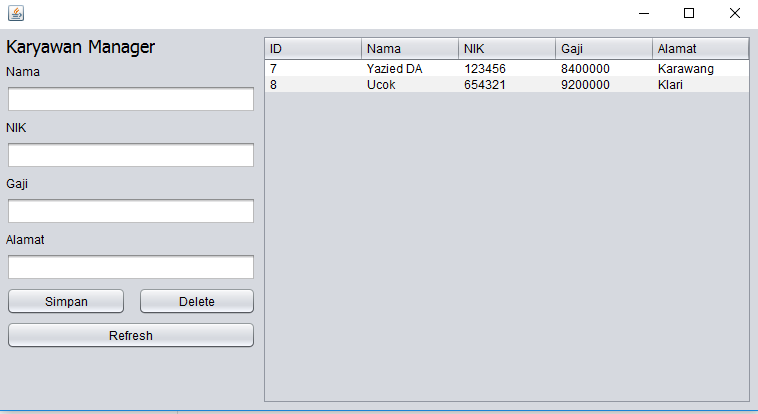 Karyawan Manager
Nama
NIK
Gaji
Alamat
Simpan Delete
Refresh
ID Nama NIK Gaji Alamat
7 Yazied DA 123456 8400000 Karawang
8 Ucok 654321 9200000 Klari